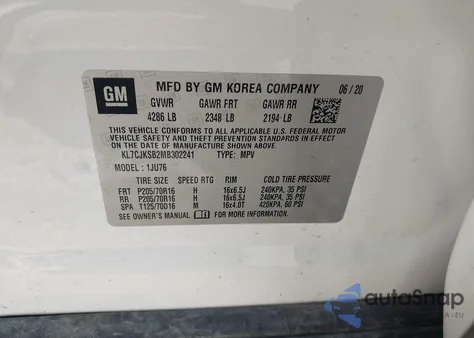 GM
MFD BY GM KOREA COMPANY 06/20
GVWR GAWR FRT GAWR RR
4286 LB 2348 LB 2194 LB
THIS VEHICLE CONFORMS TO ALL APPLICABLE U.S. FEDERAL MOTOR
VEHICLE SAFETY AND THEFT PREVENTION STANDARDS IN EFFECT ON THE
DATE OF MANUFACTURE SHOWN ABOVE.
KL7CJKSB2MB302241 TYPE: MPV
MODEL: 1JU76
TIRE SIZE SPEED RTG RIM COLD TIRE PRESSURE
FRT P205/70R16 H 16x6.5J 240KPA, 35 PSI
RR P205/70R16 H 16x6.5J 240KPA, 35 PSI
SPA T125/70D16 M 16x4.0T 420KPA, 60 PSI
SEE OWNER'S MANUAL FOR MORE INFORMATION.
autoSnap